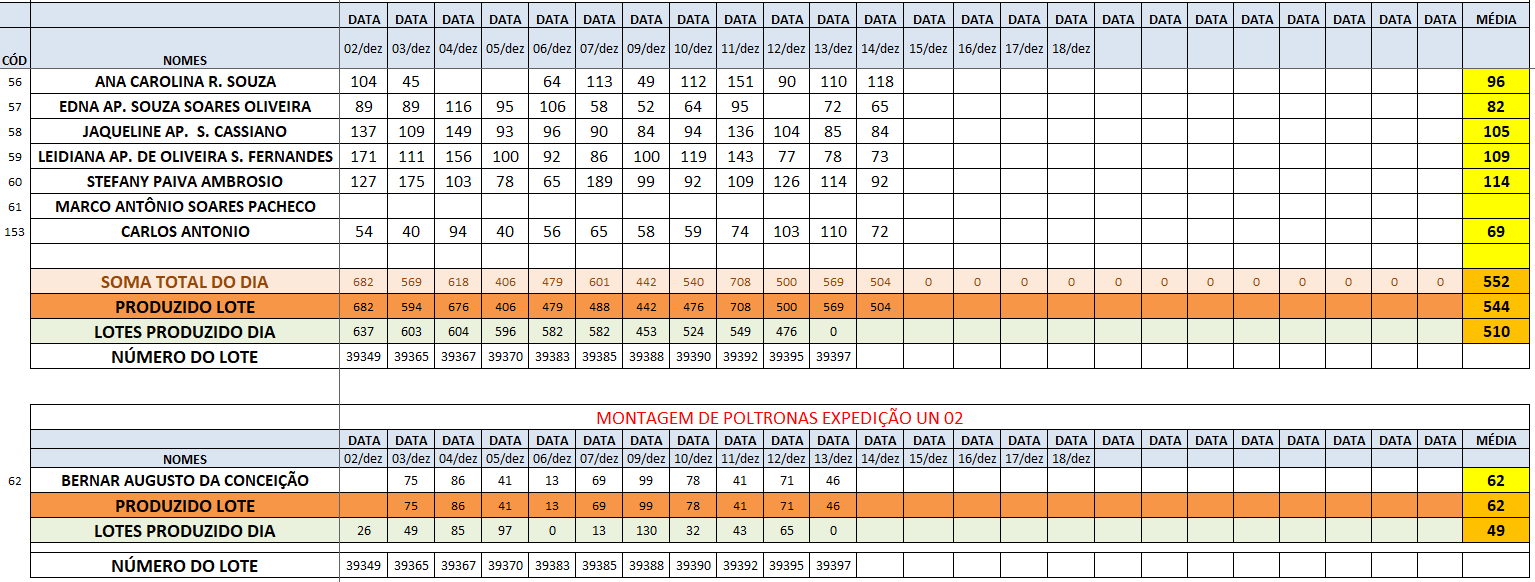 DATA DATA DATA DATA DATA DATA DATA DATA DATA DATA DATA DATA DATA DATA DATA DATA DATA DATA DATA DATA DATA DATA DATA DATA MÉDIA
CÓD NOMES 02/dez 03/dez 04/dez 05/dez 06/dez 07/dez 09/dez 10/dez 11/dez 12/dez 13/dez 14/dez 15/dez 16/dez 17/dez 18/dez
56 ANA CAROLINA R. SOUZA 104 45 64 113 49 112 151 90 110 118 96
57 EDNA AP. SOUZA SOARES OLIVEIRA 89 89 116 95 106 58 52 64 95 72 65 82
58 JAQUELINE AP. S. CASSIANO 137 109 149 93 96 90 84 94 136 104 85 84 105
59 LEIDIANA AP. DE OLIVEIRA S. FERNANDES 171 111 156 100 92 86 100 119 143 77 78 73 109
60 STEFANY PAIVA AMBROSIO 127 175 103 78 65 189 99 92 109 126 114 92 114
61 MARCO ANTÔNIO SOARES PACHECO
153 CARLOS ANTONIO 54 40 94 40 56 65 58 59 74 103 110 72 69
SOMA TOTAL DO DIA 682 569 618 406 479 601 442 540 708 500 569 504 0 0 0 0 0 0 0 0 0 0 0 0 552
PRODUZIDO LOTE 682 594 676 406 479 488 442 476 708 500 569 504 544
LOTES PRODUZIDO DIA 637 603 604 596 582 582 453 524 549 476 0 510
NÚMERO DO LOTE 39349 39365 39367 39370 39383 39385 39388 39390 39392 39395 39397
MONTAGEM DE POLTRONAS EXPEDIÇÃO UN 02
DATA DATA DATA DATA DATA DATA DATA DATA DATA DATA DATA DATA DATA DATA DATA DATA DATA DATA DATA DATA DATA DATA DATA DATA MÉDIA
NOMES 02/dez 03/dez 04/dez 05/dez 06/dez 07/dez 09/dez 10/dez 11/dez 12/dez 13/dez 14/dez 15/dez 16/dez 17/dez 18/dez
62 BERNAR AUGUSTO DA CONCEIÇÃO 75 86 41 13 69 99 78 41 71 46 62
PRODUZIDO LOTE 75 86 41 13 69 99 78 41 71 46 62
LOTES PRODUZIDO DIA 26 49 85 97 0 13 130 32 43 65 0 49
NÚMERO DO LOTE 39349 39365 39367 39370 39383 39385 39388 39390 39392 39395 39397